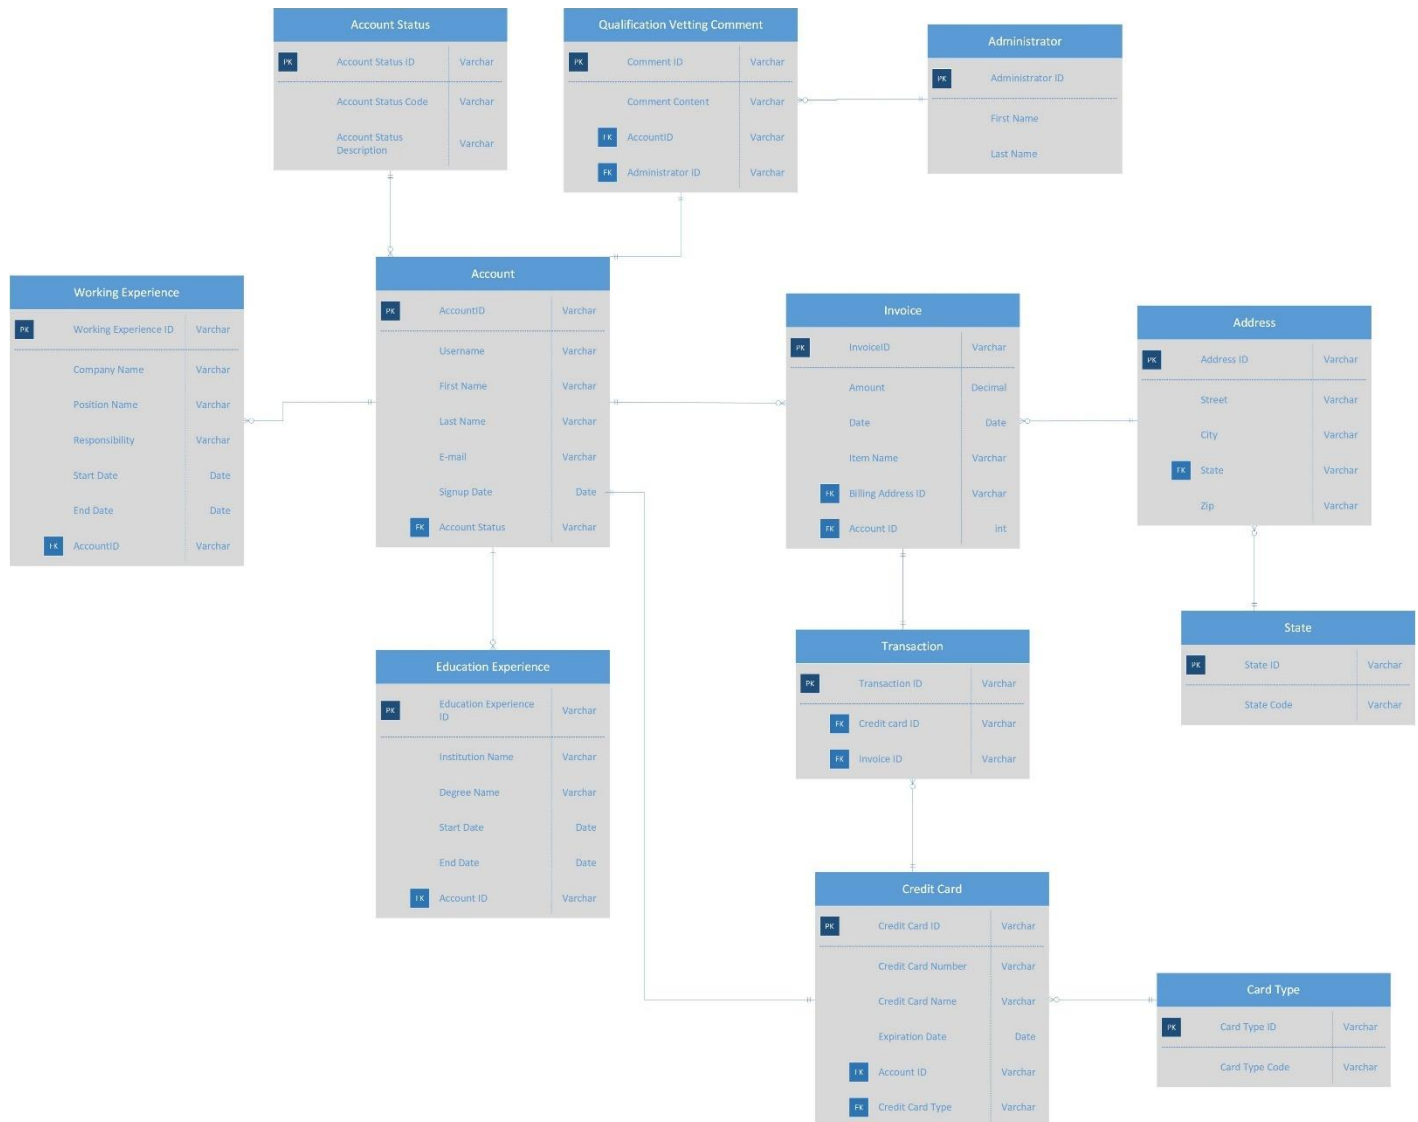 Account Status
PK Account Status ID Varchar
Account Status Code Varchar
Account Status
Description Varchar
Qualification Vetting Comment
PK Comment ID Varchar
Comment Content Varchar
FK AccountID Varchar
FK Administrator ID Varchar
Administrator
PK Administrator ID
First Name
Last Name
Working Experience
PK Working Experience ID Varchar
Company Name Varchar
Position Name Varchar
Responsibility Varchar
Start Date Date
End Date Date
FK AccountID Varchar
Account
PK AccountID Varchar
Username Varchar
First Name Varchar
Last Name Varchar
E-mail Varchar
Signup Date Date
FK Account Status Varchar
Invoice
PK InvoiceID Varchar
Amount Decimal
Date Date
Item Name Varchar
FK Billing Address ID Varchar
FK Account ID int
Address
PK Address ID Varchar
Street Varchar
City Varchar
FK State Varchar
Zip Varchar
State
PK State ID Varchar
State Code Varchar
Education Experience
PK Education Experience
ID Varchar
Institution Name Varchar
Degree Name Varchar
Start Date Date
End Date Date
FK Account ID Varchar
Transaction
PK Transaction ID Varchar
FK Credit card ID Varchar
FK Invoice ID Varchar
Credit Card
PK Credit Card ID Varchar
Credit Card Number Varchar
Credit Card Name Varchar
Expiration Date Date
FK Account ID Varchar
FK Credit Card Type Varchar
Card Type
PK Card Type ID Varchar
Card Type Code Varchar